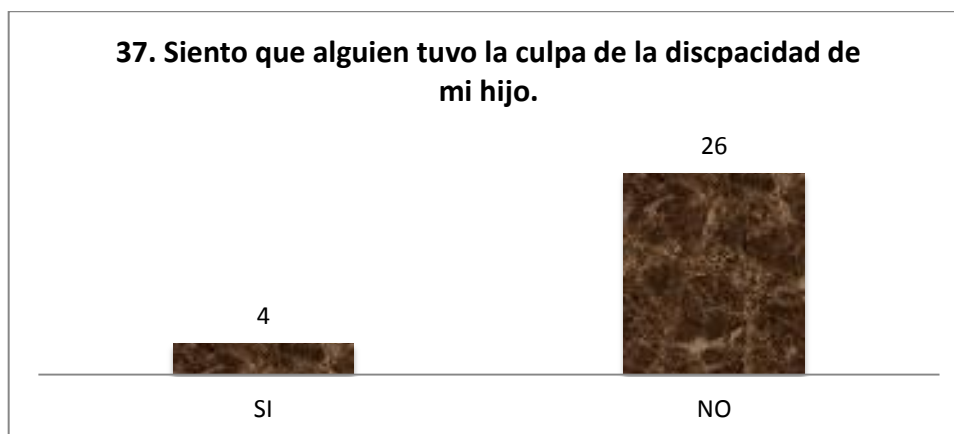 37. Siento que alguien tuvo la culpa de la discpacidad de
mi hijo.
26
4
SI NO